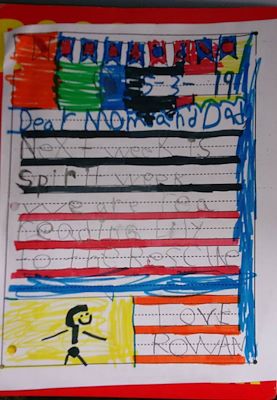 5-3-19
Dear Mom and Dad
Next week is
Spirit week
We are rea
reading Lily
to the Rescue
Love
ROWAN